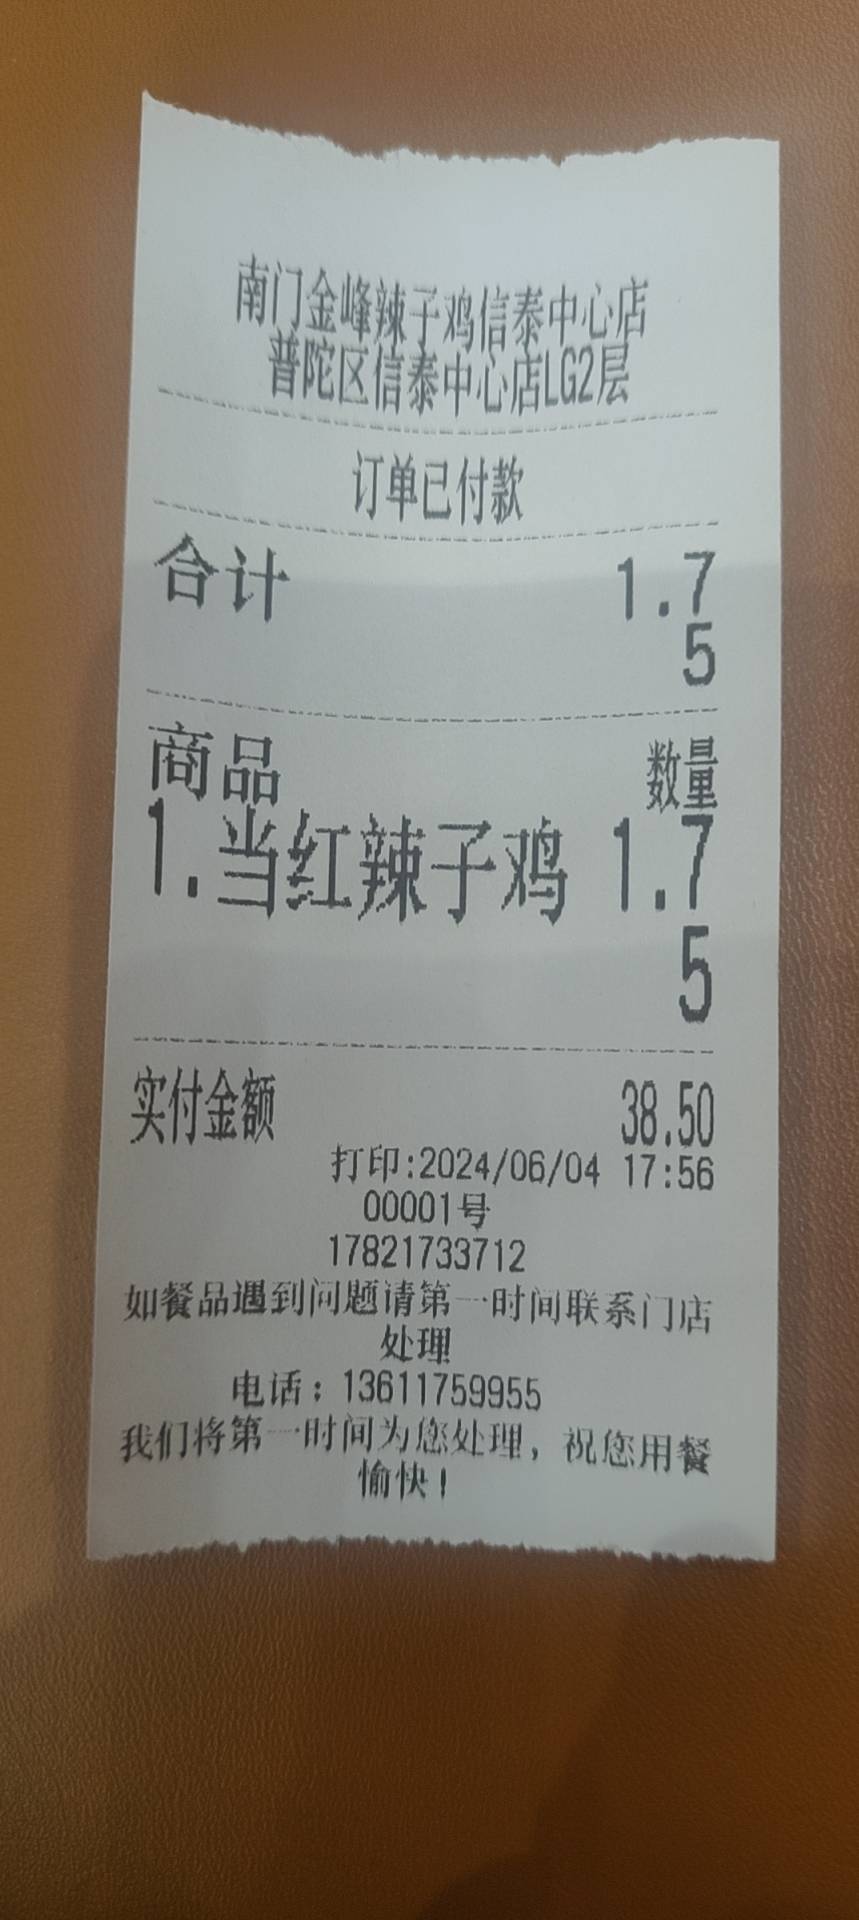 南门金峰辣子鸡信泰中心店
普陀区信泰中心店LG2层
订单已付款
合计 1.7
5
商品 数量
1.当红辣子鸡 1.7
5
实付金额 38.50
打印:2024/06/04 17:56
00001号
17821733712
如餐品遇到问题请第一时间联系门店
处理
电话：13611759955
我们将第一时间为您处理，祝您用餐
愉快！